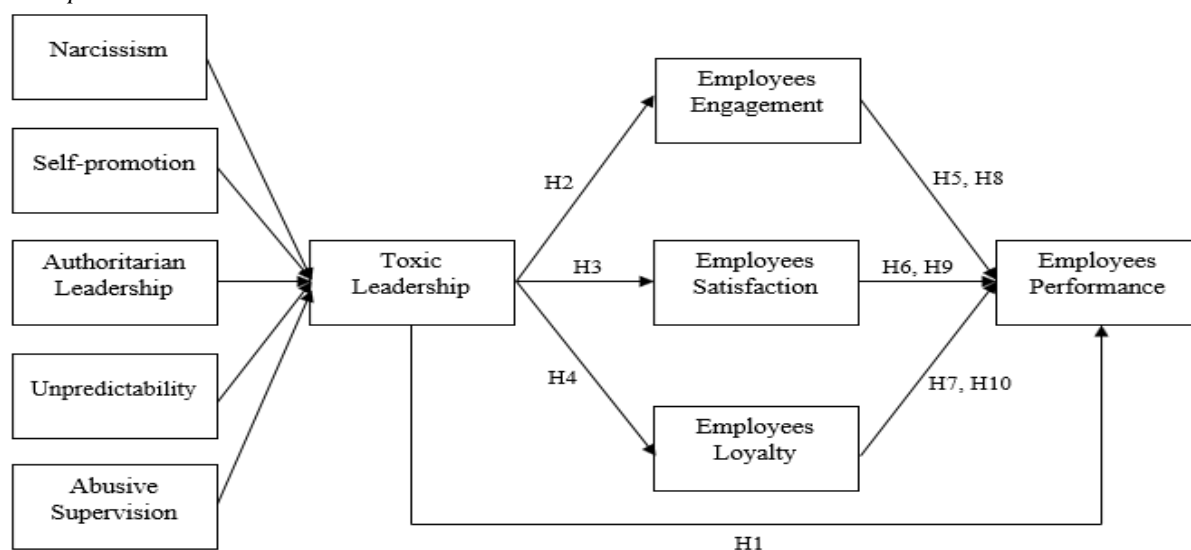 Narcissism
Self-promotion
Authoritarian
Leadership
Unpredictability
Abusive
Supervision
Toxic
Leadership
H2
H3
H4
Employees
Engagement
Employees
Satisfaction
Employees
Loyalty
H5, H8
H6, H9
H7, H10
Employees
Performance
H1